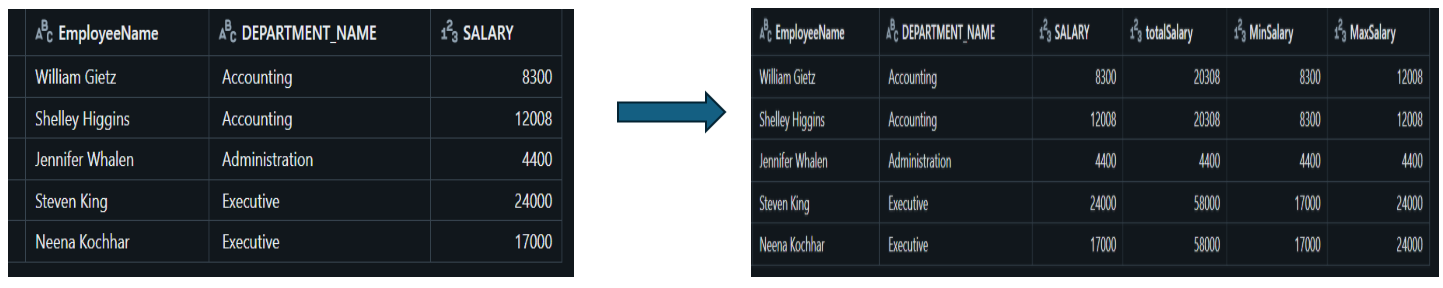 ABC EmployeeName ABC DEPARTMENT_NAME 123 SALARY
William Gietz Accounting 8300
Shelley Higgins Accounting 12008
Jennifer Whalen Administration 4400
Steven King Executive 24000
Neena Kochhar Executive 17000
ABC EmployeeName ABC DEPARTMENT_NAME 123 SALARY 123 totalSalary 123 MinSalary 123 MaxSalary
William Gietz Accounting 8300 20308 8300 12008
Shelley Higgins Accounting 12008 20308 8300 12008
Jennifer Whalen Administration 4400 4400 4400 4400
Steven King Executive 24000 58000 17000 24000
Neena Kochhar Executive 17000 58000 17000 24000